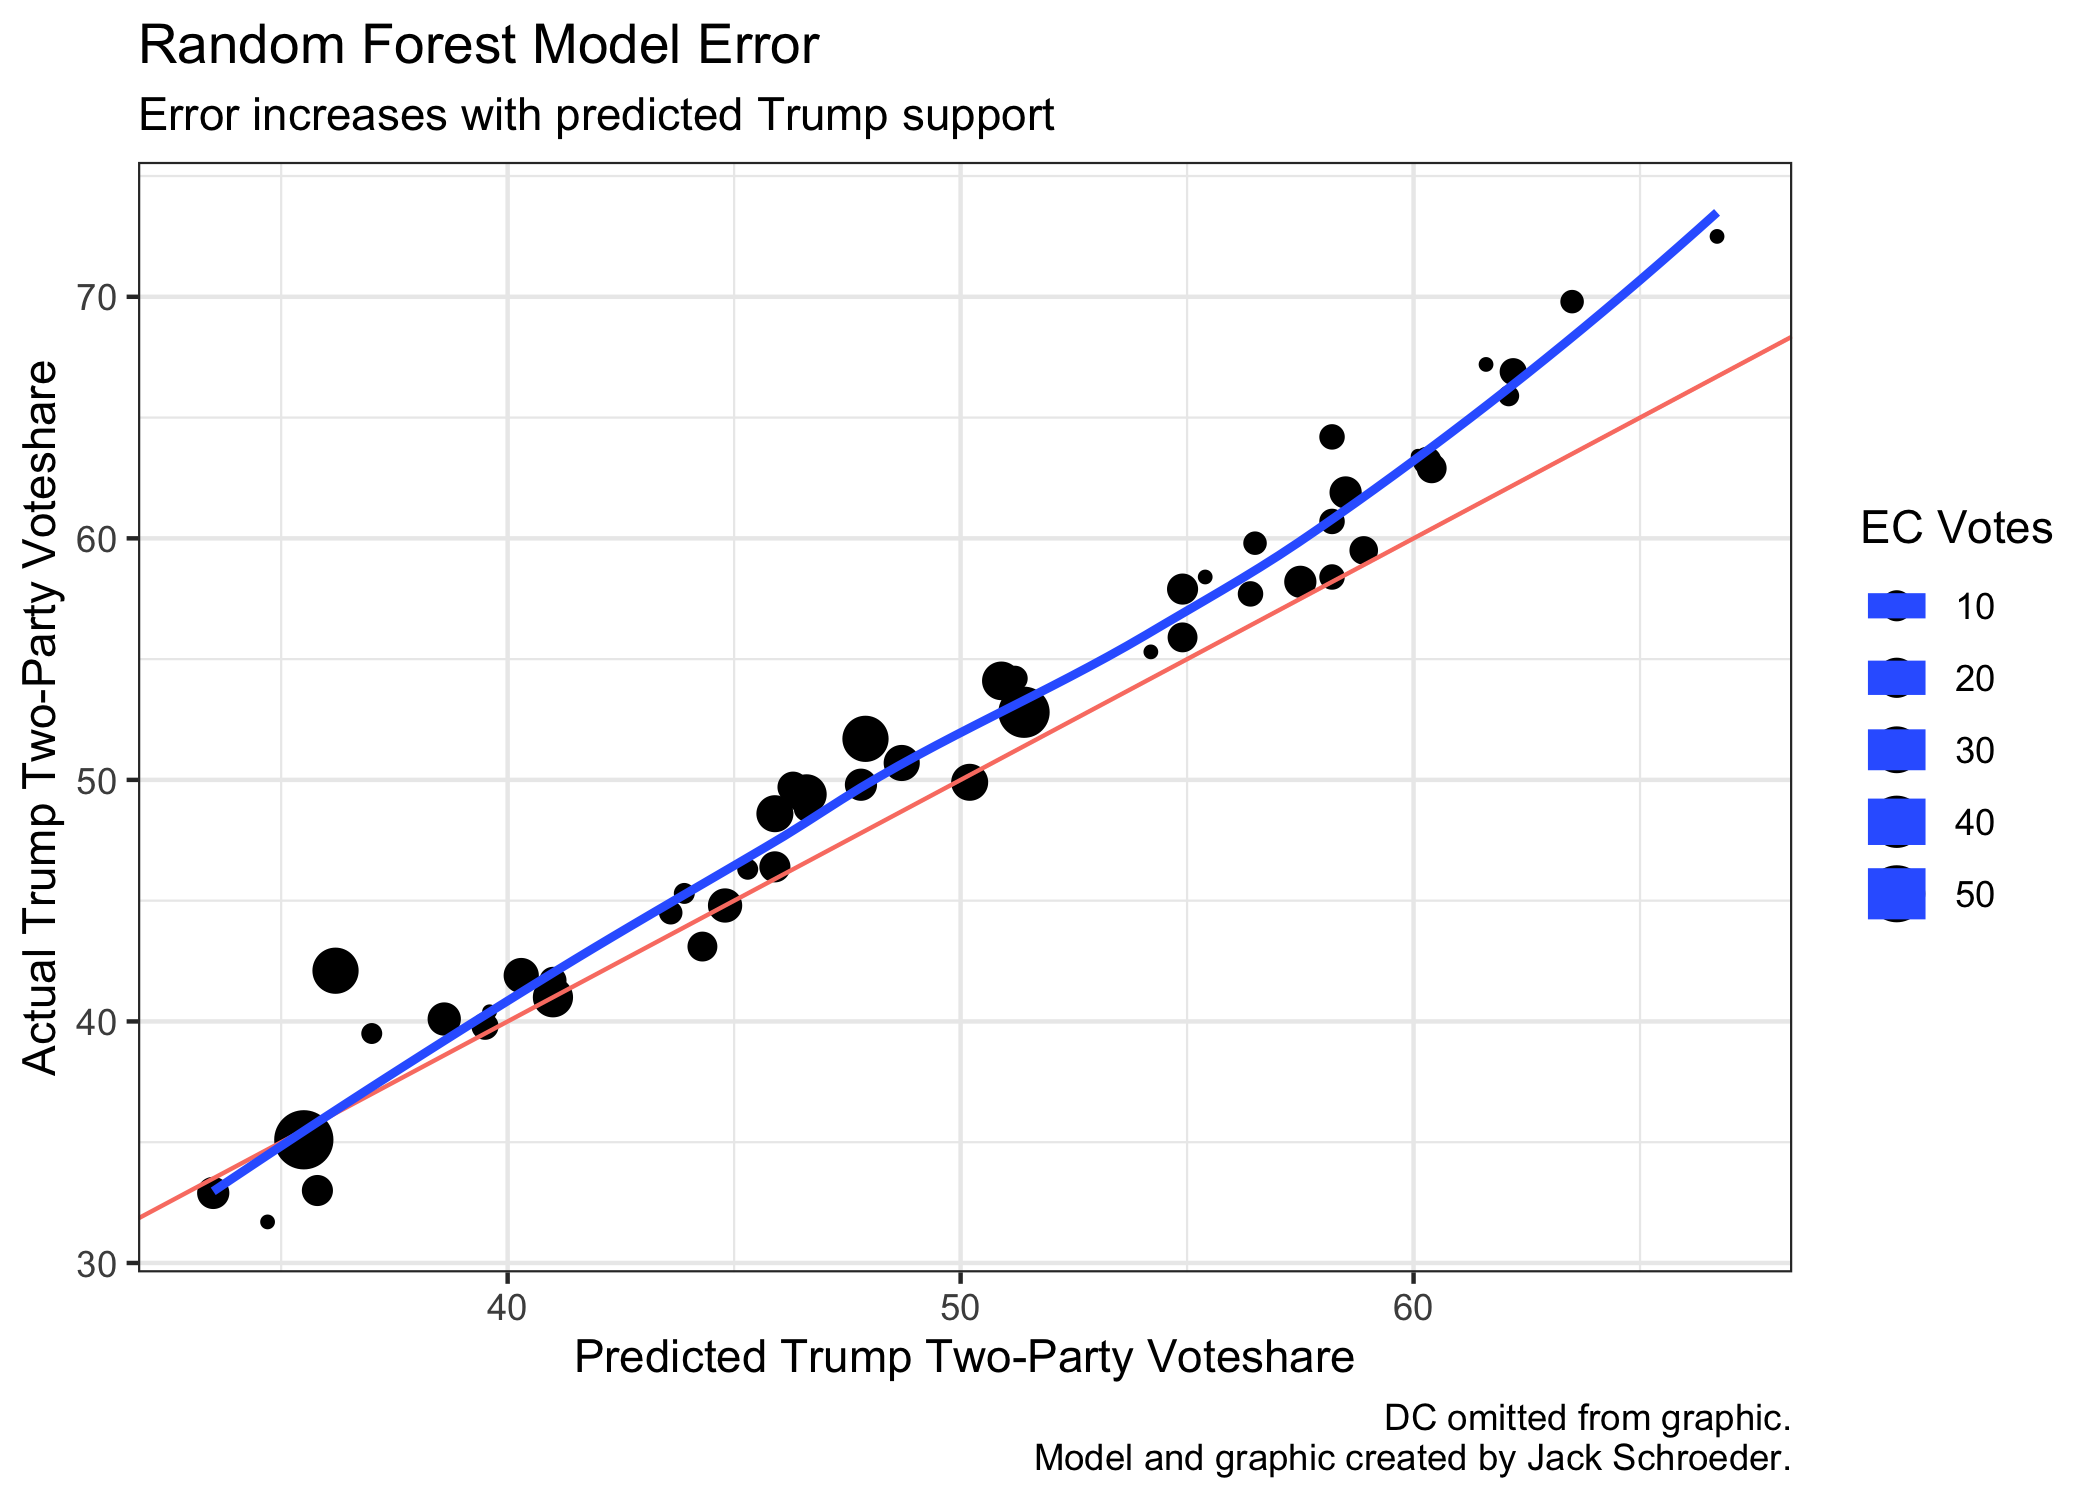 Random Forest Model Error
Error increases with predicted Trump support
Actual Trump Two-Party Voteshare
70
60
50
40
30
40
50
60
Predicted Trump Two-Party Voteshare
EC Votes
10
20
30
40
50
DC omitted from graphic.
Model and graphic created by Jack Schroeder.